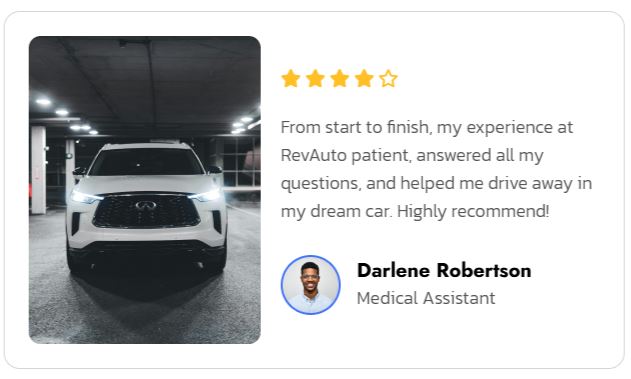 From start to finish, my experience at
RevAuto patient, answered all my
questions, and helped me drive away in
my dream car. Highly recommend!
Darlene Robertson
Medical Assistant